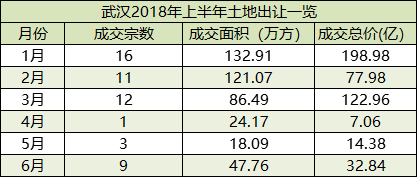 武汉2018年上半年土地出让一览
月份 成交宗数 成交面积（万方） 成交总价(亿)
1月 16 132.91 198.98
2月 11 121.07 77.98
3月 12 86.49 122.96
4月 1 24.17 7.06
5月 3 18.09 14.38
6月 9 47.76 32.84